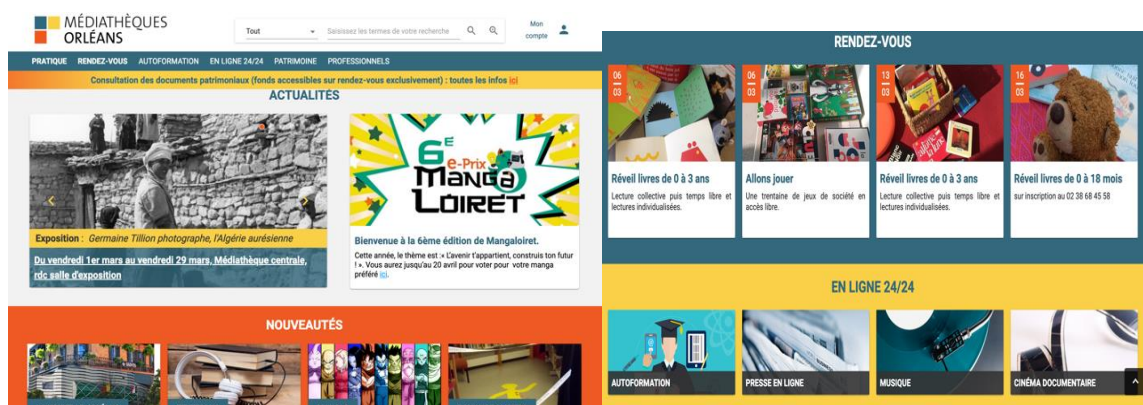 MÉDIATHÈQUES
ORLÉANS
Tout
Saisissez les termes de votre recherche
Mon
compte
PRATIQUE RENDEZ-VOUS AUTOFORMATION EN LIGNE 24/24 PATRIMOINE PROFESSIONNELS
Consultation des documents patrimoniaux (fonds accessibles sur rendez-vous exclusivement) : toutes les infos ici
ACTUALITÉS
Exposition : Germaine Tillion photographe, l'Algérie aurésienne
Du vendredi 1er mars au vendredi 29 mars, Médiathèque centrale,
rdc salle d'exposition
6E
e-Prix
MANGA
LOIRET
Bienvenue à la 6ème édition de Mangaloiret.
Cette année, le thème est :« L'avenir t'appartient, construis ton futur
! ». Vous aurez jusqu'au 20 avril pour voter pour votre manga
préféré ici.
NOUVEAUTÉS
RENDEZ-VOUS
06
03
Réveil livres de 0 à 3 ans
Lecture collective puis temps libre et
lectures individualisées.
06
03
Allons jouer
Une trentaine de jeux de société en
accès libre.
13
03
Réveil livres de 0 à 3 ans
Lecture collective puis temps libre et
lectures individualisées.
16
03
Réveil livres de 0 à 18 mois
sur inscription au 02 38 68 45 58
EN LIGNE 24/24
AUTOFORMATION
PRESSE EN LIGNE
MUSIQUE
CINÉMA DOCUMENTAIRE